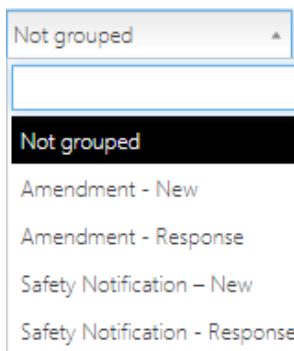 Not grouped
Not grouped
Amendment - New
Amendment - Response
Safety Notification – New
Safety Notification - Response